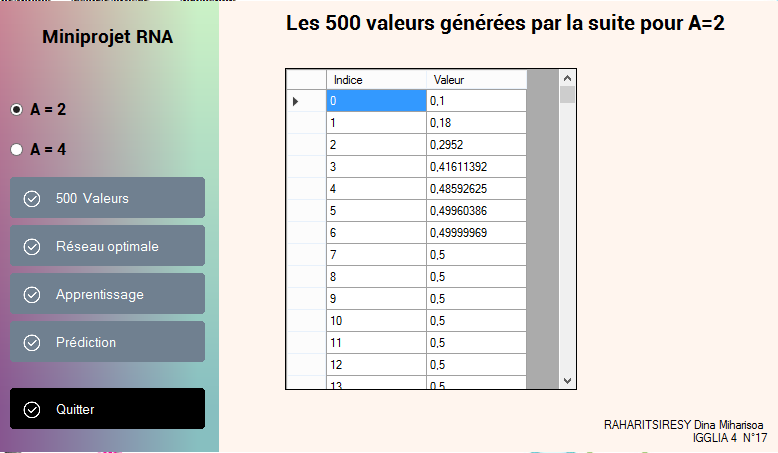 Miniprojet RNA
A = 2
A = 4
500 Valeurs
Réseau optimale
Apprentissage
Prédiction
Quitter
Les 500 valeurs générées par la suite pour A=2
Indice Valeur
0 0,1
1 0,18
2 0,2952
3 0,41611392
4 0,48592625
5 0,49960386
6 0,49999969
7 0,5
8 0,5
9 0,5
10 0,5
11 0,5
12 0,5
13 0,5
RAHARITSIRESY Dina Miharisoa
IGGLIA 4 N°17